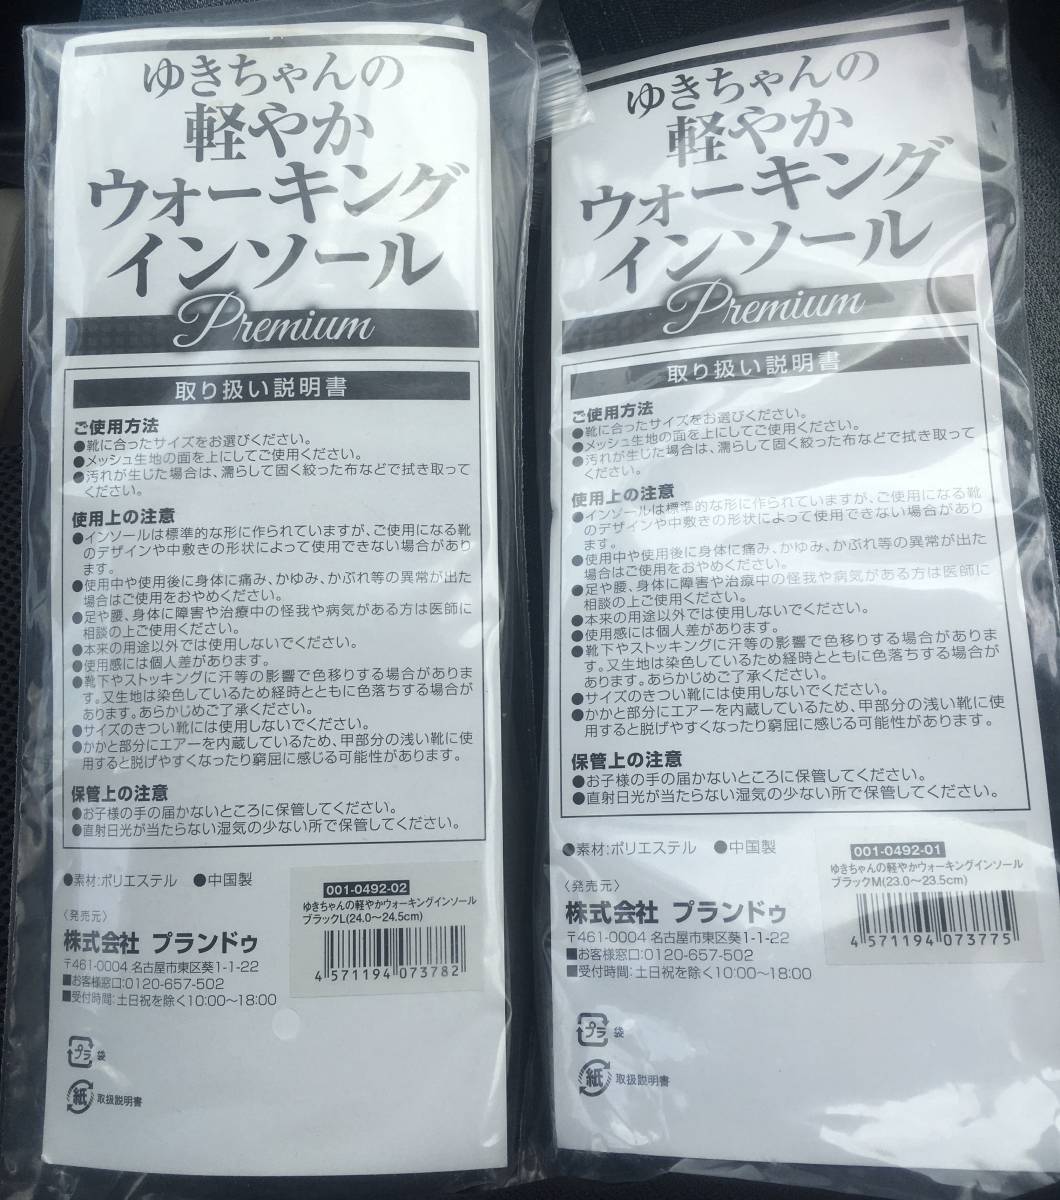 ゆきちゃんの
軽やか
ウォーキング
インソール
Premium
取り扱い説明書
ご使用方法
●靴に合ったサイズをお選びください。
●メッシュ生地の面を上にしてご使用ください。
●汚れが生じた場合は、濡らして固く絞った布などで拭き取って
ください。
使用上の注意
●インソールは標準的な形に作られていますが、ご使用になる靴
のデザインや中敷きの形状によって使用できない場合があり
ます。
●使用中や使用後に身体に痛み、かゆみ、かぶれ等の異常が出た
場合はご使用をおやめください。
●足や腰、身体に障害や治療中の怪我や病気がある方は医師に
相談の上ご使用ください。
●本来の用途以外では使用しないでください。
●使用感には個人差があります。
●靴下やストッキングに汗等の影響で色移りする場合がありま
す。又生地は染色しているため経時とともに色落ちする場合が
あります。あらかじめご了承ください。
●サイズのきつい靴には使用しないでください。
●かかと部分にエアーを内蔵しているため、甲部分の浅い靴に使
用すると脱げやすくなったり窮屈に感じる可能性があります。
保管上の注意
●お子様の手の届かないところに保管してください。
●直射日光が当たらない湿気の少ない所で保管してください。
●素材:ポリエステル ●中国製
〈発売元〉
株式会社 プランドゥ
〒461-0004 名古屋市東区葵1-1-22
■お客様窓口:0120-657-502
■受付時間:土日祝を除く10:00〜18:00
001-0492-02
ゆきちゃんの軽やかウォーキングインソール
ブラックL(24.0〜24.5cm)
4 571194 073782
プラ 袋
紙 取扱説明書
ゆきちゃんの
軽やか
ウォーキング
インソール
Premium
取り扱い説明書
ご使用方法
●靴に合ったサイズをお選びください。
●メッシュ生地の面を上にしてご使用ください。
●汚れが生じた場合は、濡らして固く絞った布などで拭き取って
ください。
使用上の注意
●インソールは標準的な形に作られていますが、ご使用になる靴
のデザインや中敷きの形状によって使用できない場合があり
ます。
●使用中や使用後に身体に痛み、かゆみ、かぶれ等の異常が出た
場合はご使用をおやめください。
●足や腰、身体に障害や治療中の怪我や病気がある方は医師に
相談の上ご使用ください。
●本来の用途以外では使用しないでください。
●使用感には個人差があります。
●靴下やストッキングに汗等の影響で色移りする場合がありま
す。又生地は染色しているため経時とともに色落ちする場合が
あります。あらかじめご了承ください。
●サイズのきつい靴には使用しないでください。
●かかと部分にエアーを内蔵しているため、甲部分の浅い靴に使
用すると脱げやすくなったり窮屈に感じる可能性があります。
保管上の注意
●お子様の手の届かないところに保管してください。
●直射日光が当たらない湿気の少ない所で保管してください。
●素材:ポリエステル ●中国製
〈発売元〉
株式会社 プランドゥ
〒461-0004 名古屋市東区葵1-1-22
■お客様窓口:0120-657-502
■受付時間:土日祝を除く10:00〜18:00
001-0492-01
ゆきちゃんの軽やかウォーキングインソール
ブラックM(23.0〜23.5cm)
4 571194 073775
プラ 袋
紙 取扱説明書